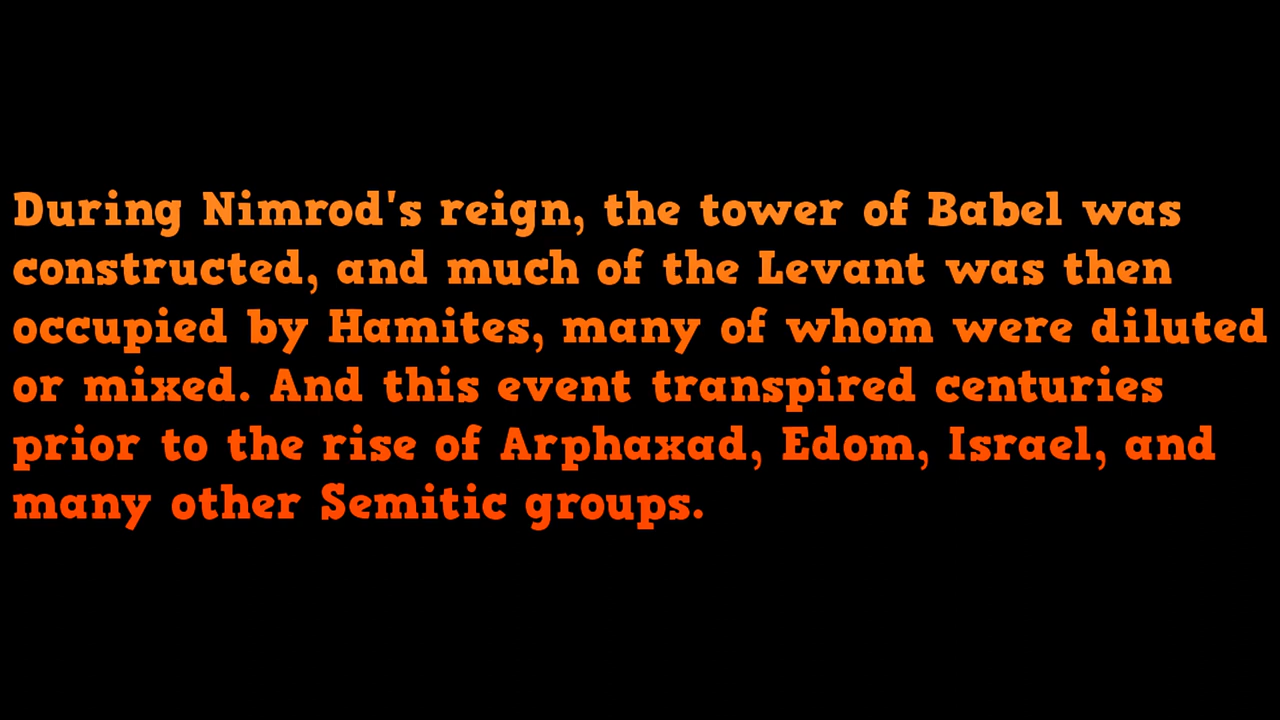 During Nimrod's reign, the tower of Babel was
constructed, and much of the Levant was then
occupied by Hamites, many of whom were diluted
or mixed. And this event transpired centuries
prior to the rise of Arphaxad, Edom, Israel, and
many other Semitic groups.